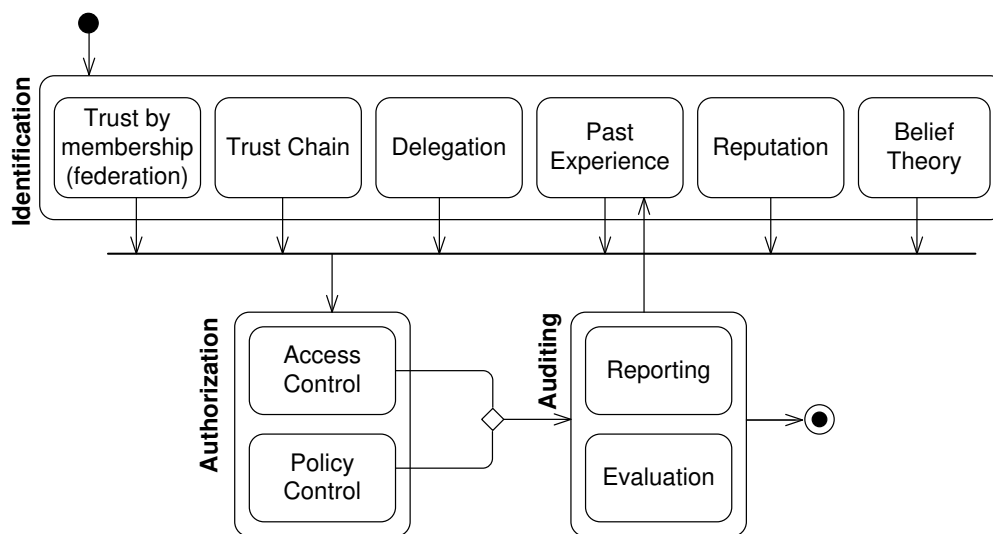 Identification
Trust by
membership
(federation)
Trust Chain
Delegation
Past
Experience
Reputation
Belief
Theory
Authorization
Access
Control
Policy
Control
Auditing
Reporting
Evaluation